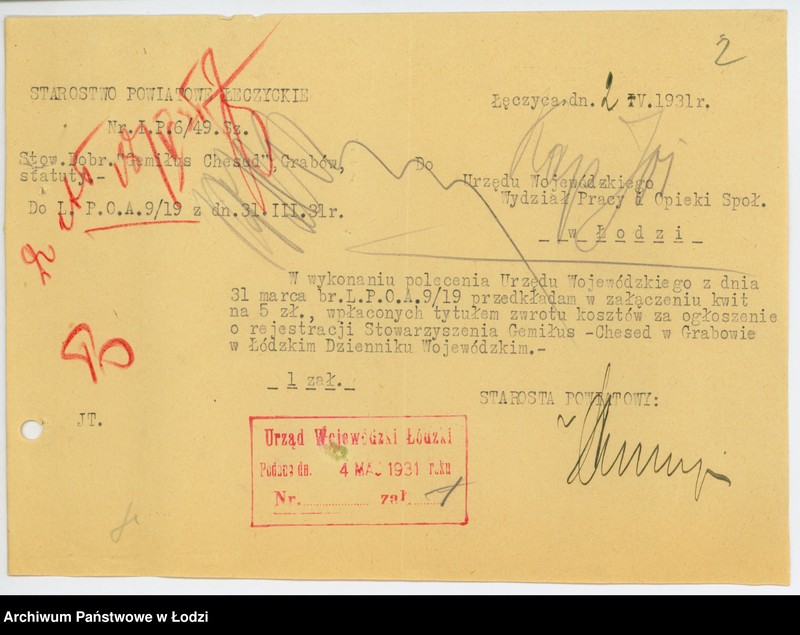 2
STAROSTWO POWIATOWE ŁECZYCKIE
Łęczyca, dn. 2 IV.1931r.
Nr.I.P.6/49.Sz.
Stow.Dobr."Gemiłus Chesed", Grabów,
statuty.-
Do
Urzędu Wojewódzkiego
Wydział Pracy i Opieki Społ.
Do L. P.O.A.9/19 z dn.31.III.31r.
w Łodzi
W wykonaniu polecenia Urzędu Wojewódzkiego z dnia
31 marca br.L.P.O.A.9/19 przedkładam w załączeniu kwit
na 5 zł., wpłaconych tytułem zwrotu kosztów za ogłoszenie
o rejestracji Stowarzyszenia Gemiłus -Chesed w Grabowie
w Łódzkim Dzienniku Wojewódzkim.-
1 zał.
STAROSTA POWIATOWY:
JT.
Urząd Wojewódzki Łódzki
Podano dn. 4 MAJ 1931 roku
Nr. ........ zał. 1
Archiwum Państwowe w Łodzi